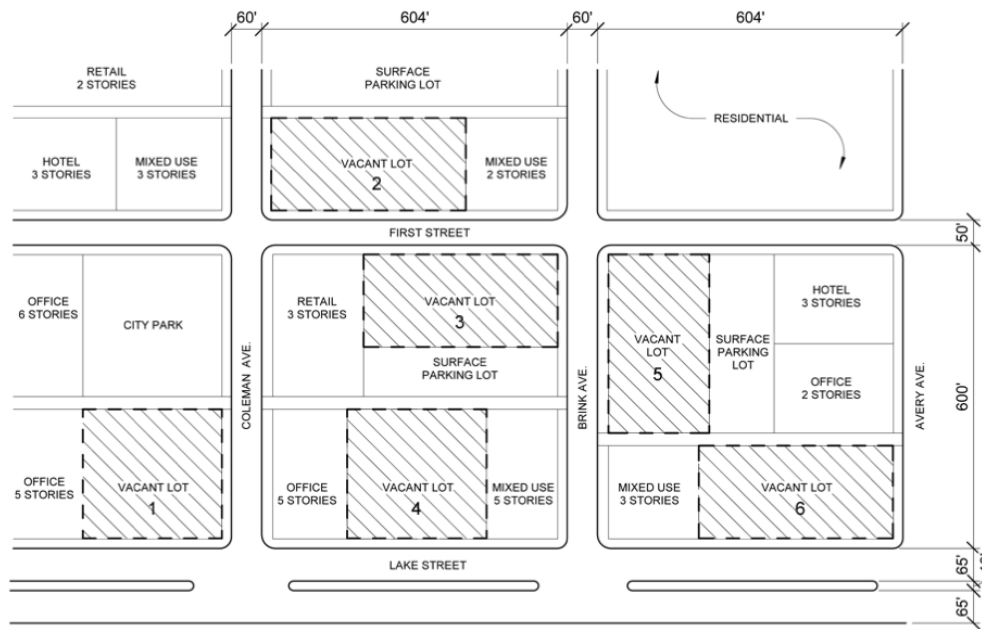 60'
604'
60'
604'
RETAIL
2 STORIES
SURFACE
PARKING LOT
RESIDENTIAL
HOTEL
3 STORIES
MIXED USE
3 STORIES
VACANT LOT
2
MIXED USE
2 STORIES
FIRST STREET
50'
OFFICE
6 STORIES
CITY PARK
RETAIL
3 STORIES
VACANT LOT
3
SURFACE
PARKING LOT
VACANT
LOT
5
SURFACE
PARKING
LOT
HOTEL
3 STORIES
OFFICE
2 STORIES
COLEMAN AVE.
BRINK AVE.
AVERY AVE.
600'
OFFICE
5 STORIES
VACANT LOT
1
OFFICE
5 STORIES
VACANT LOT
4
MIXED USE
5 STORIES
MIXED USE
3 STORIES
VACANT LOT
6
LAKE STREET
65'
65'